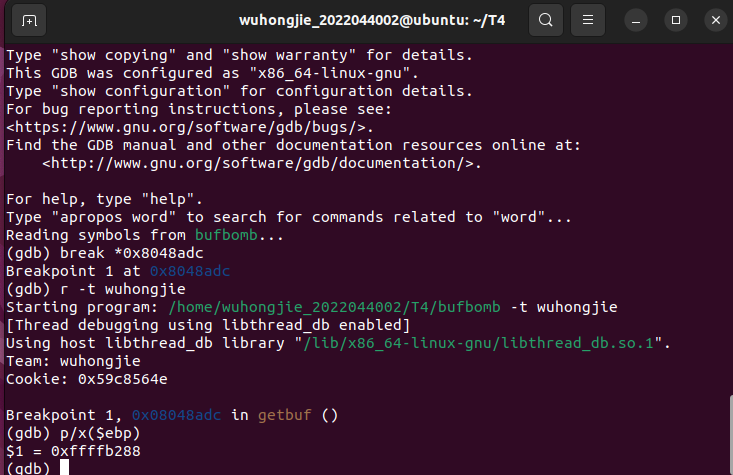 wuhongjie_2022044002@ubuntu: ~/T4
Type "show copying" and "show warranty" for details.
This GDB was configured as "x86_64-linux-gnu".
Type "show configuration" for configuration details.
For bug reporting instructions, please see:
<https://www.gnu.org/software/gdb/bugs/>.
Find the GDB manual and other documentation resources online at:
    <http://www.gnu.org/software/gdb/documentation/>.

For help, type "help".
Type "apropos word" to search for commands related to "word"...
Reading symbols from bufbomb...
(gdb) break *0x8048adc
Breakpoint 1 at 0x8048adc
(gdb) r -t wuhongjie
Starting program: /home/wuhongjie_2022044002/T4/bufbomb -t wuhongjie
[Thread debugging using libthread_db enabled]
Using host libthread_db library "/lib/x86_64-linux-gnu/libthread_db.so.1".
Team: wuhongjie
Cookie: 0x59c8564e

Breakpoint 1, 0x08048adc in getbuf ()
(gdb) p/x($ebp)
$1 = 0xffffb288
(gdb)